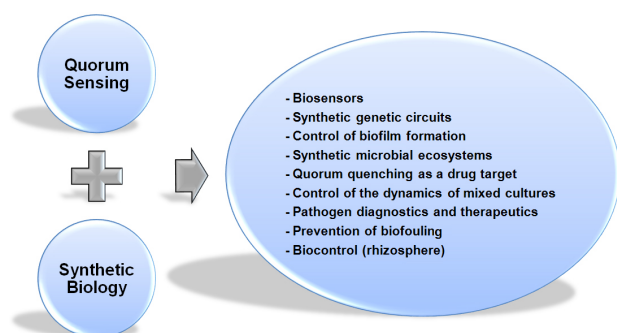 Quorum
Sensing
Synthetic
Biology
- Biosensors
- Synthetic genetic circuits
- Control of biofilm formation
- Synthetic microbial ecosystems
- Quorum quenching as a drug target
- Control of the dynamics of mixed cultures
- Pathogen diagnostics and therapeutics
- Prevention of biofouling
- Biocontrol (rhizosphere)